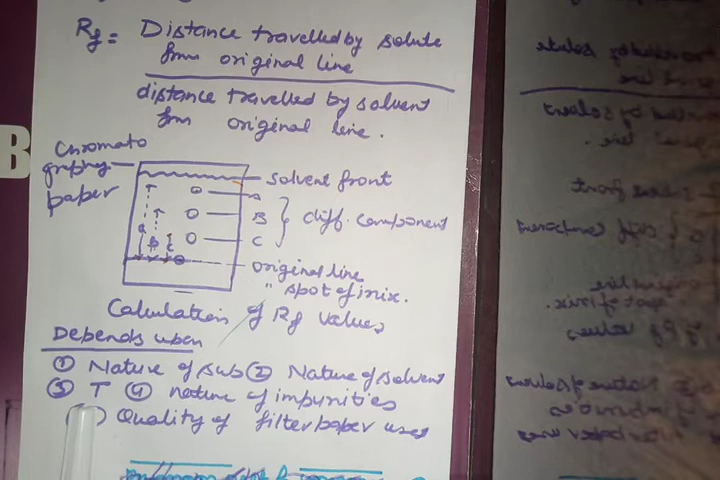 Rf = Distance travelled by solute
from original line
distance travelled by solvent
from original line.
Chromato
graphy
paper
solvent front
A
B
C
diff. component
a
b
c
original line
" spot of mix.
Calculation of Rf values
Depends upon
① Nature of sub ② Nature of solvent
③ T ④ nature of impurities
Quality of filter paper used
B